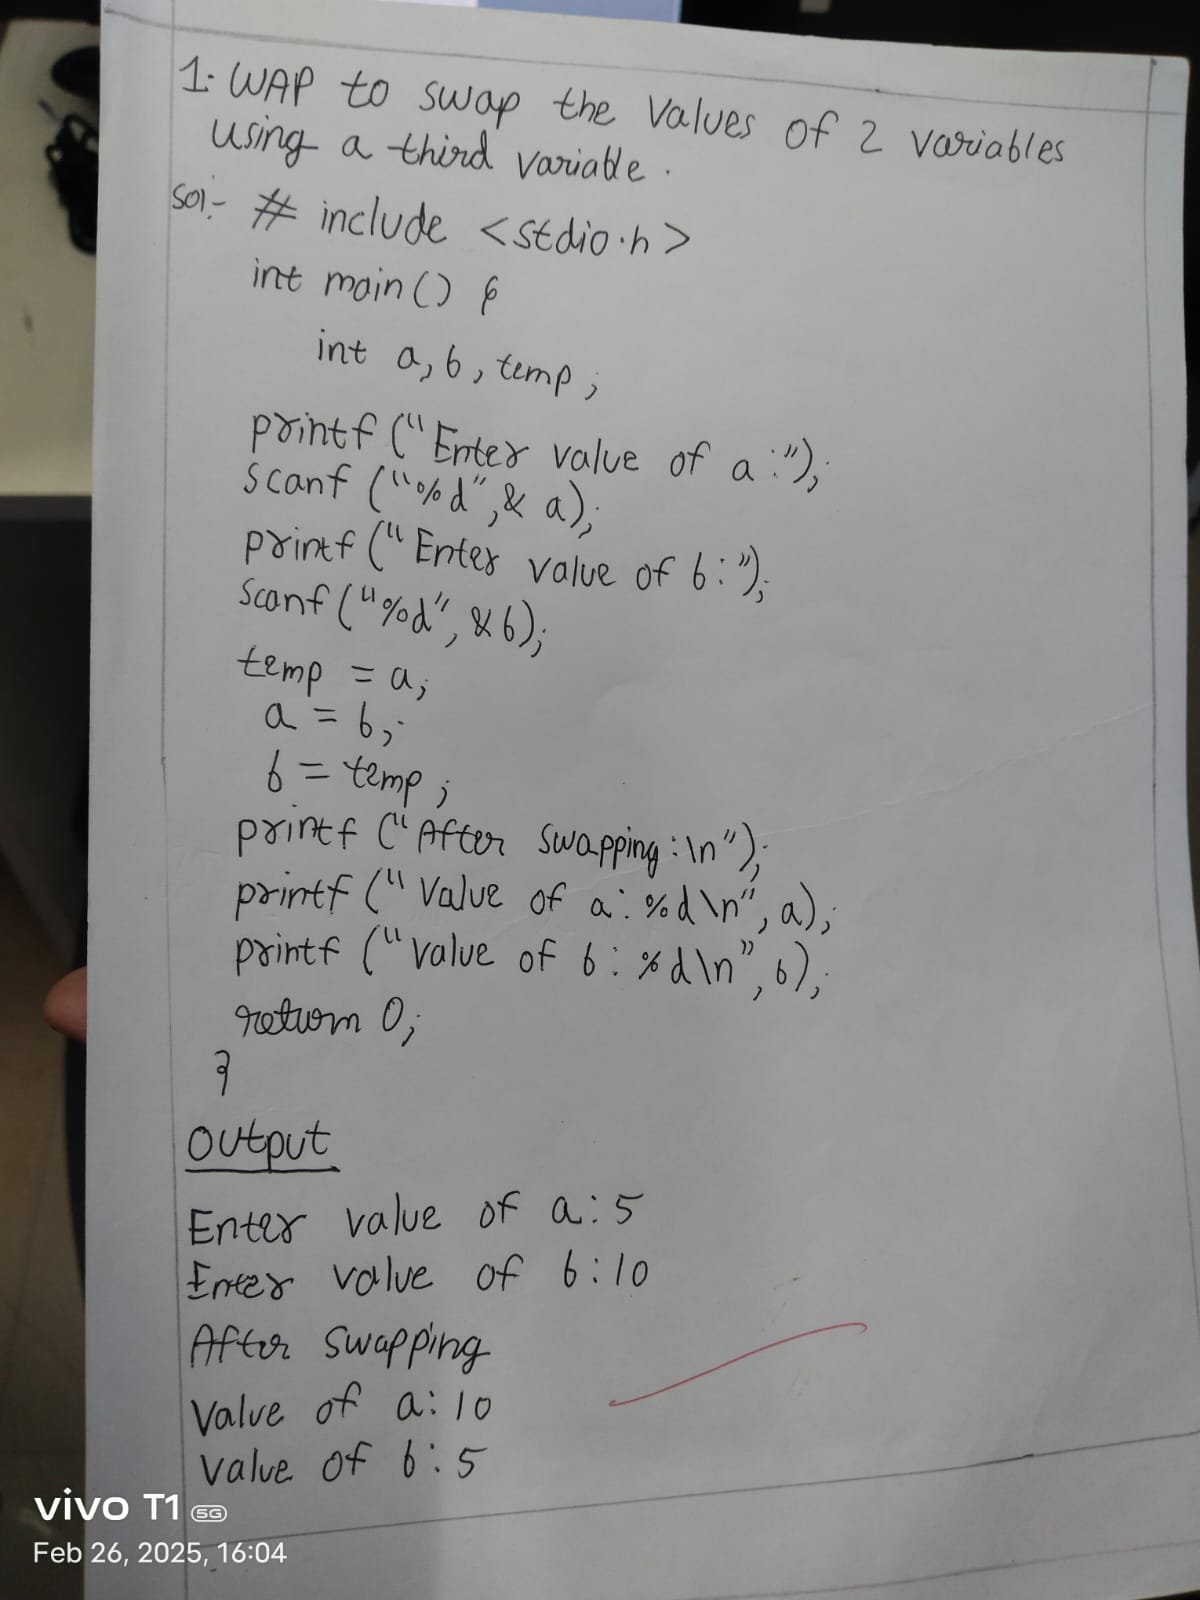 1. WAP to swap the values of 2 variables
using a third variable.
Sol:- # include <stdio.h>
int main() {
int a, b, temp;
printf ("Enter value of a:");
scanf ("%d", & a);
printf (" Enter value of b:");
scanf ("%d", & b);
temp = a;
a = b;
b = temp;
printf (" After swapping:\n");
printf (" Value of a: %d\n", a);
printf (" value of b: %d\n", b);
return 0;
}
Output
Enter value of a: 5
Enter value of b: 10
After swapping
Value of a: 10
value of b: 5
vivo T1 5G
Feb 26, 2025, 16:04